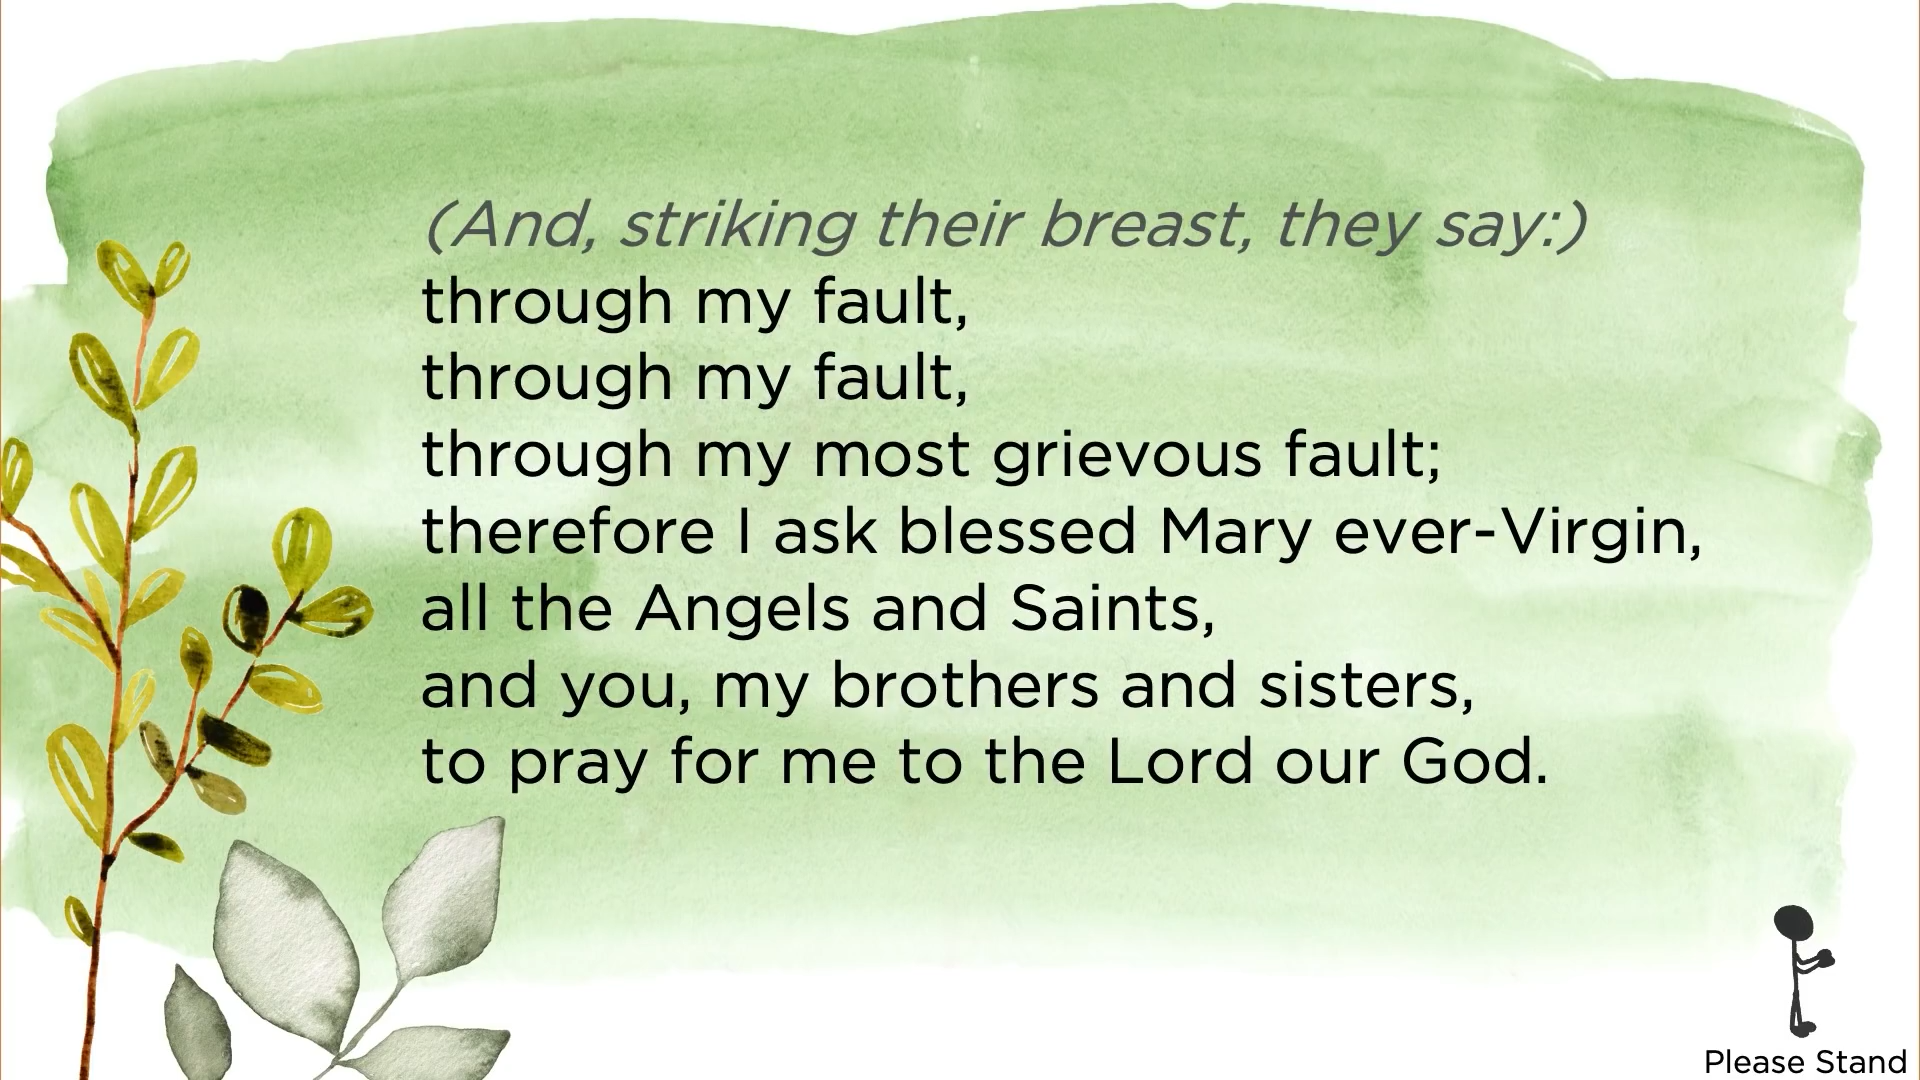 (And, striking their breast, they say:)
through my fault,
through my fault,
through my most grievous fault;
therefore I ask blessed Mary ever-Virgin,
all the Angels and Saints,
and you, my brothers and sisters,
to pray for me to the Lord our God.
Please Stand